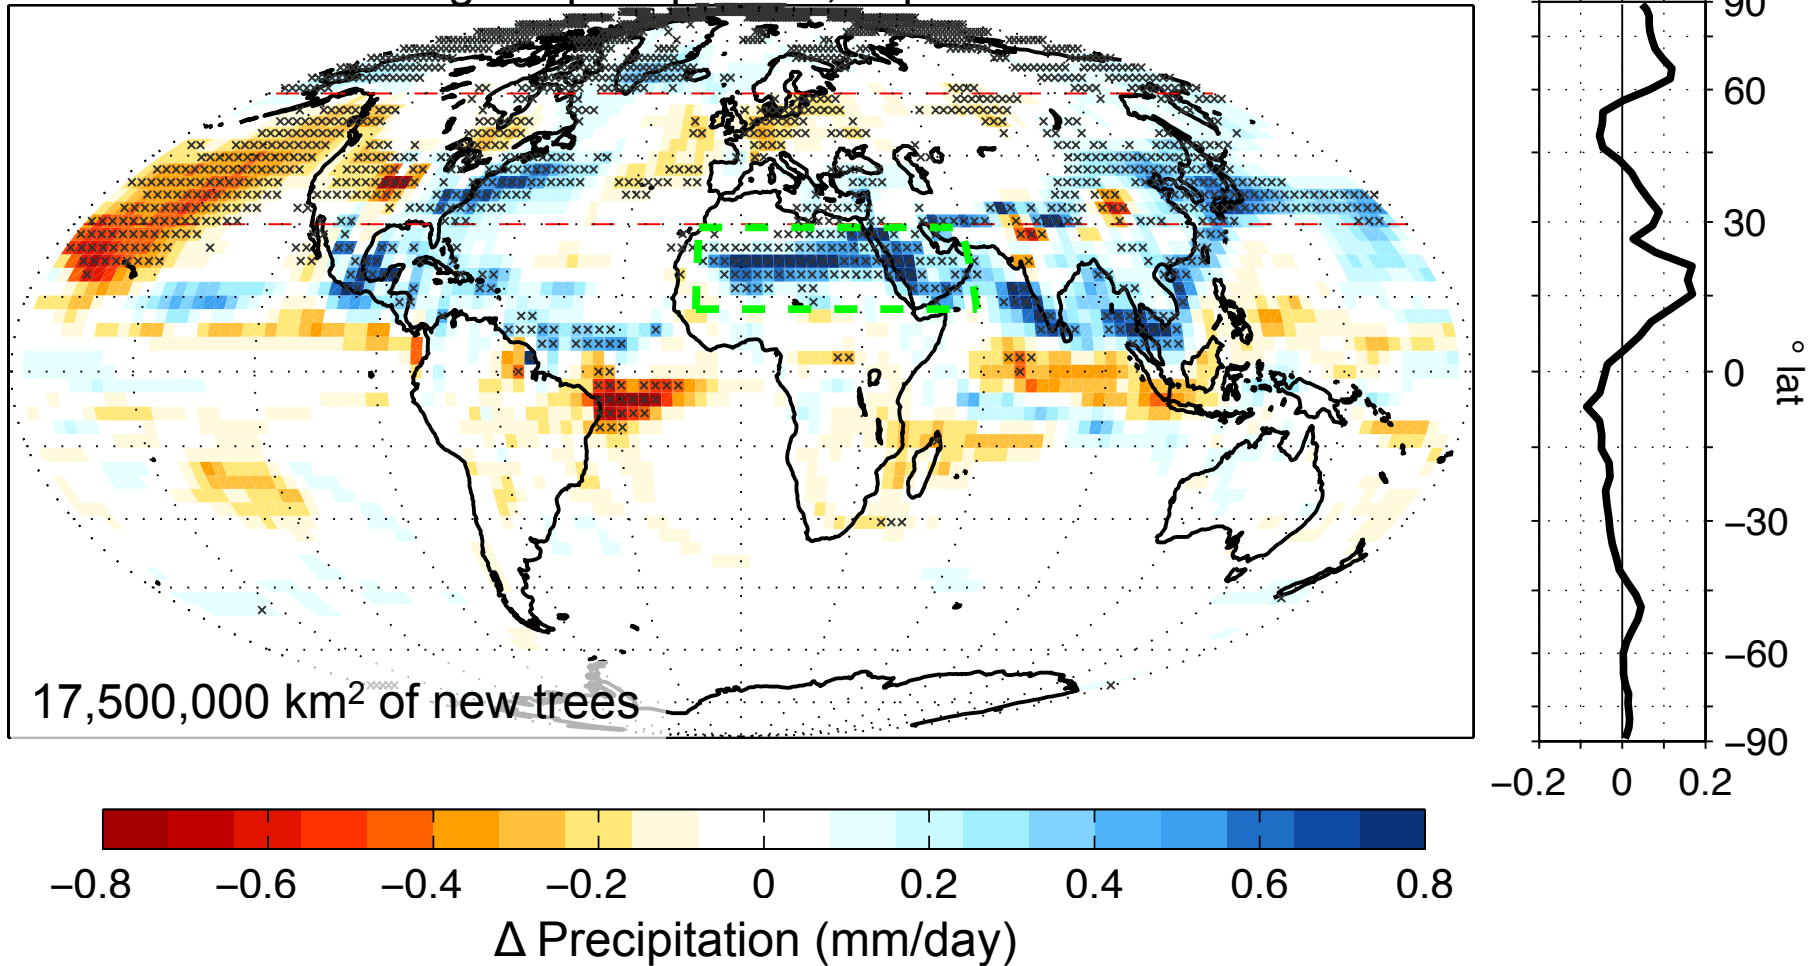 90
60
30
0
−30
−60
−90
° lat
−0.2 0 0.2
17,500,000 km² of new trees
−0.8 −0.6 −0.4 −0.2 0 0.2 0.4 0.6 0.8
Δ Precipitation (mm/day)